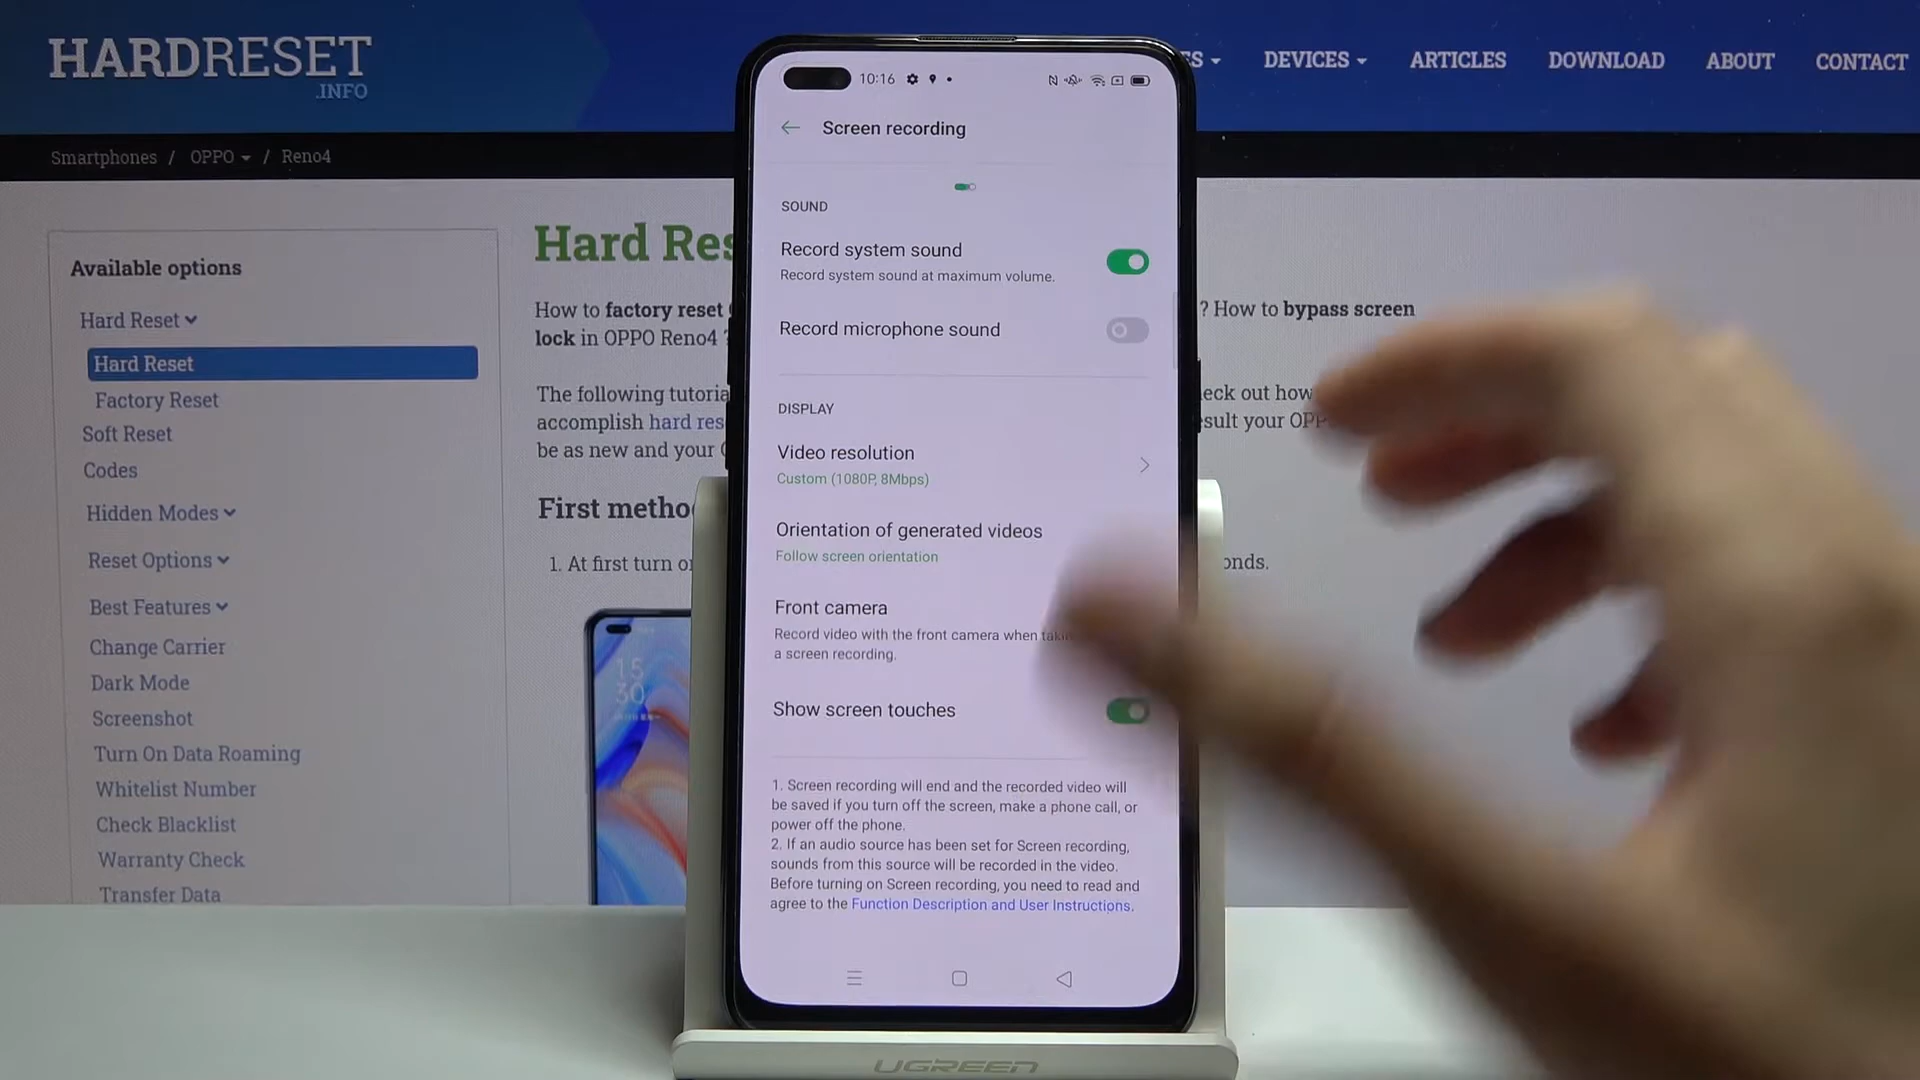 HARDRESET
.INFO
ES
DEVICES
ARTICLES
DOWNLOAD
ABOUT
CONTACT
Smartphones / OPPO / Reno4
Available options
Hard Reset
Hard Reset
Factory Reset
Soft Reset
Codes
Hidden Modes
Reset Options
Best Features
Change Carrier
Dark Mode
Screenshot
Turn On Data Roaming
Whitelist Number
Check Blacklist
Warranty Check
Transfer Data
Hard Res
How to factory reset
? How to bypass screen
lock in OPPO Reno4 ?
The following tutoria
eck out how
accomplish hard res
sult your OPP
be as new and your
First metho
1. At first turn o
onds.
15
30
10:16
Screen recording
SOUND
Record system sound
Record system sound at maximum volume.
Record microphone sound
DISPLAY
Video resolution
Custom (1080P, 8Mbps)
Orientation of generated videos
Follow screen orientation
Front camera
Record video with the front camera when taki
a screen recording.
Show screen touches
1. Screen recording will end and the recorded video will
be saved if you turn off the screen, make a phone call, or
power off the phone.
2. If an audio source has been set for Screen recording,
sounds from this source will be recorded in the video.
Before turning on Screen recording, you need to read and
agree to the Function Description and User Instructions.
UGREEN